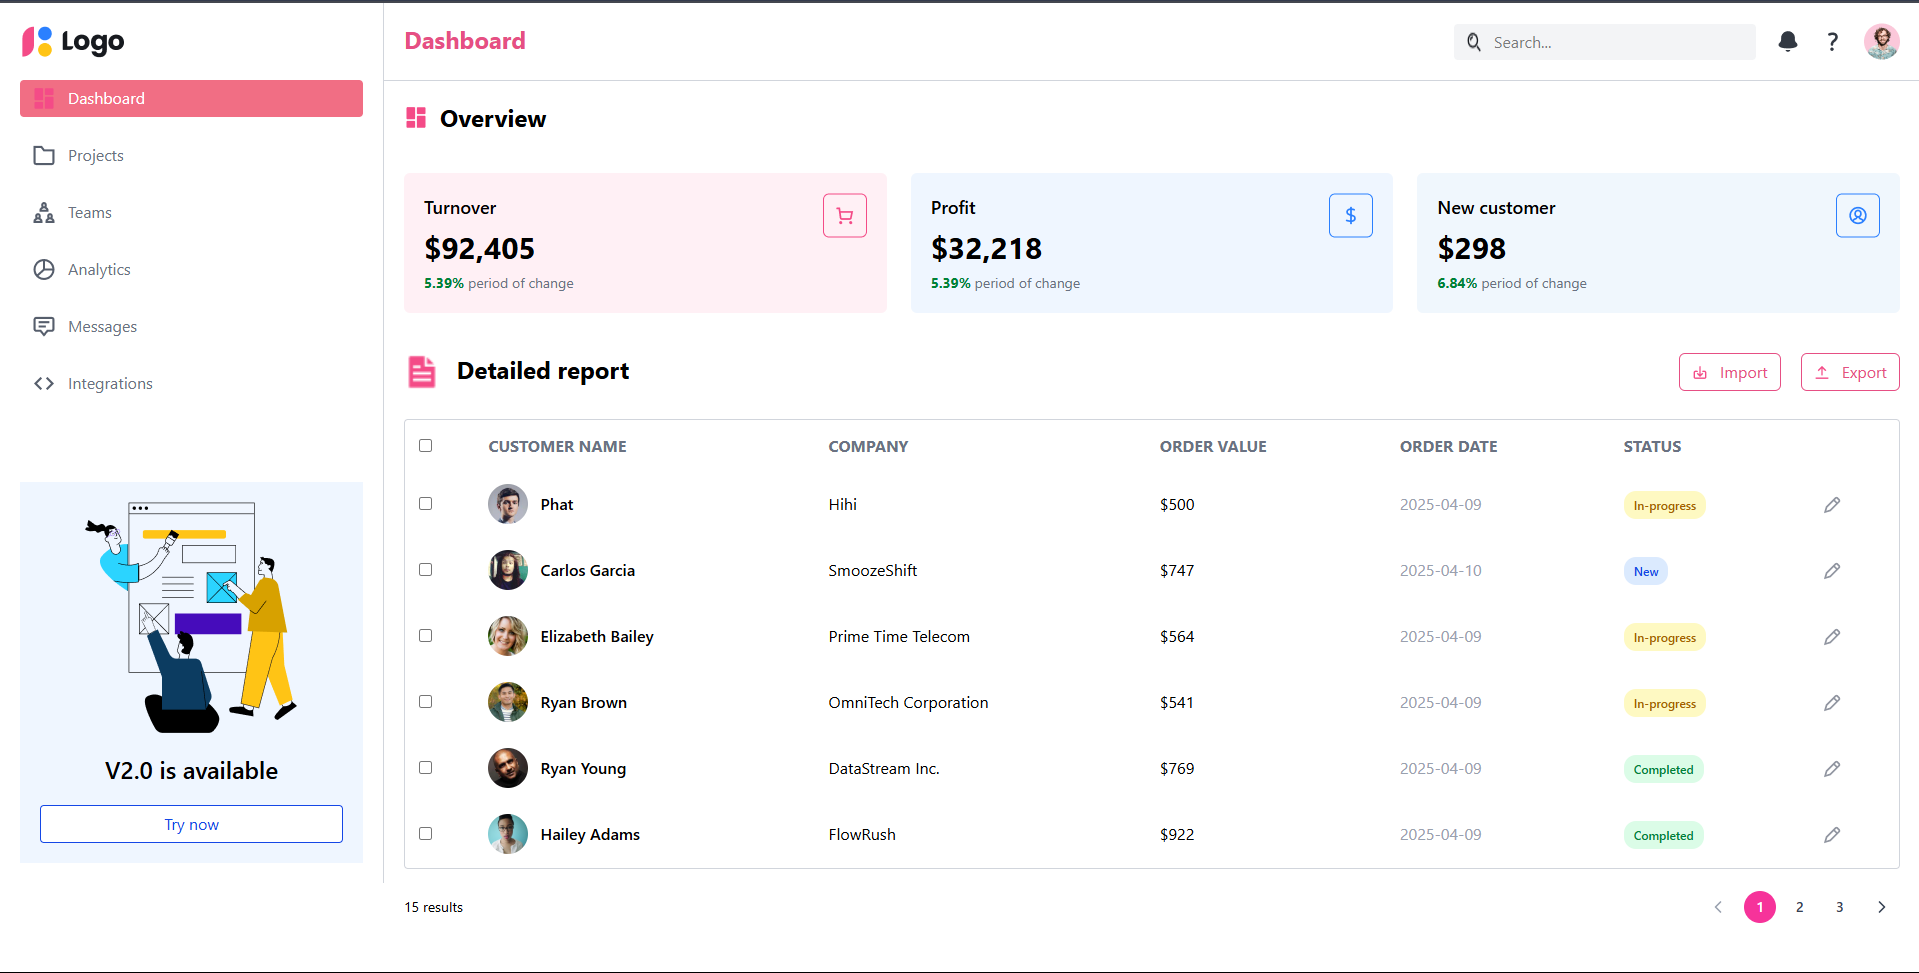 Logo
Dashboard
Projects
Teams
Analytics
Messages
Integrations
V2.0 is available
Try now
Dashboard
Search...
?
Overview
Turnover
$92,405
5.39% period of change
Profit
$32,218
5.39% period of change
$
New customer
$298
6.84% period of change
Detailed report
Import
Export
CUSTOMER NAME COMPANY ORDER VALUE ORDER DATE STATUS
Phat Hihi $500 2025-04-09 In-progress
Carlos Garcia SmoozeShift $747 2025-04-10 New
Elizabeth Bailey Prime Time Telecom $564 2025-04-09 In-progress
Ryan Brown OmniTech Corporation $541 2025-04-09 In-progress
Ryan Young DataStream Inc. $769 2025-04-09 Completed
Hailey Adams FlowRush $922 2025-04-09 Completed
15 results
1 2 3